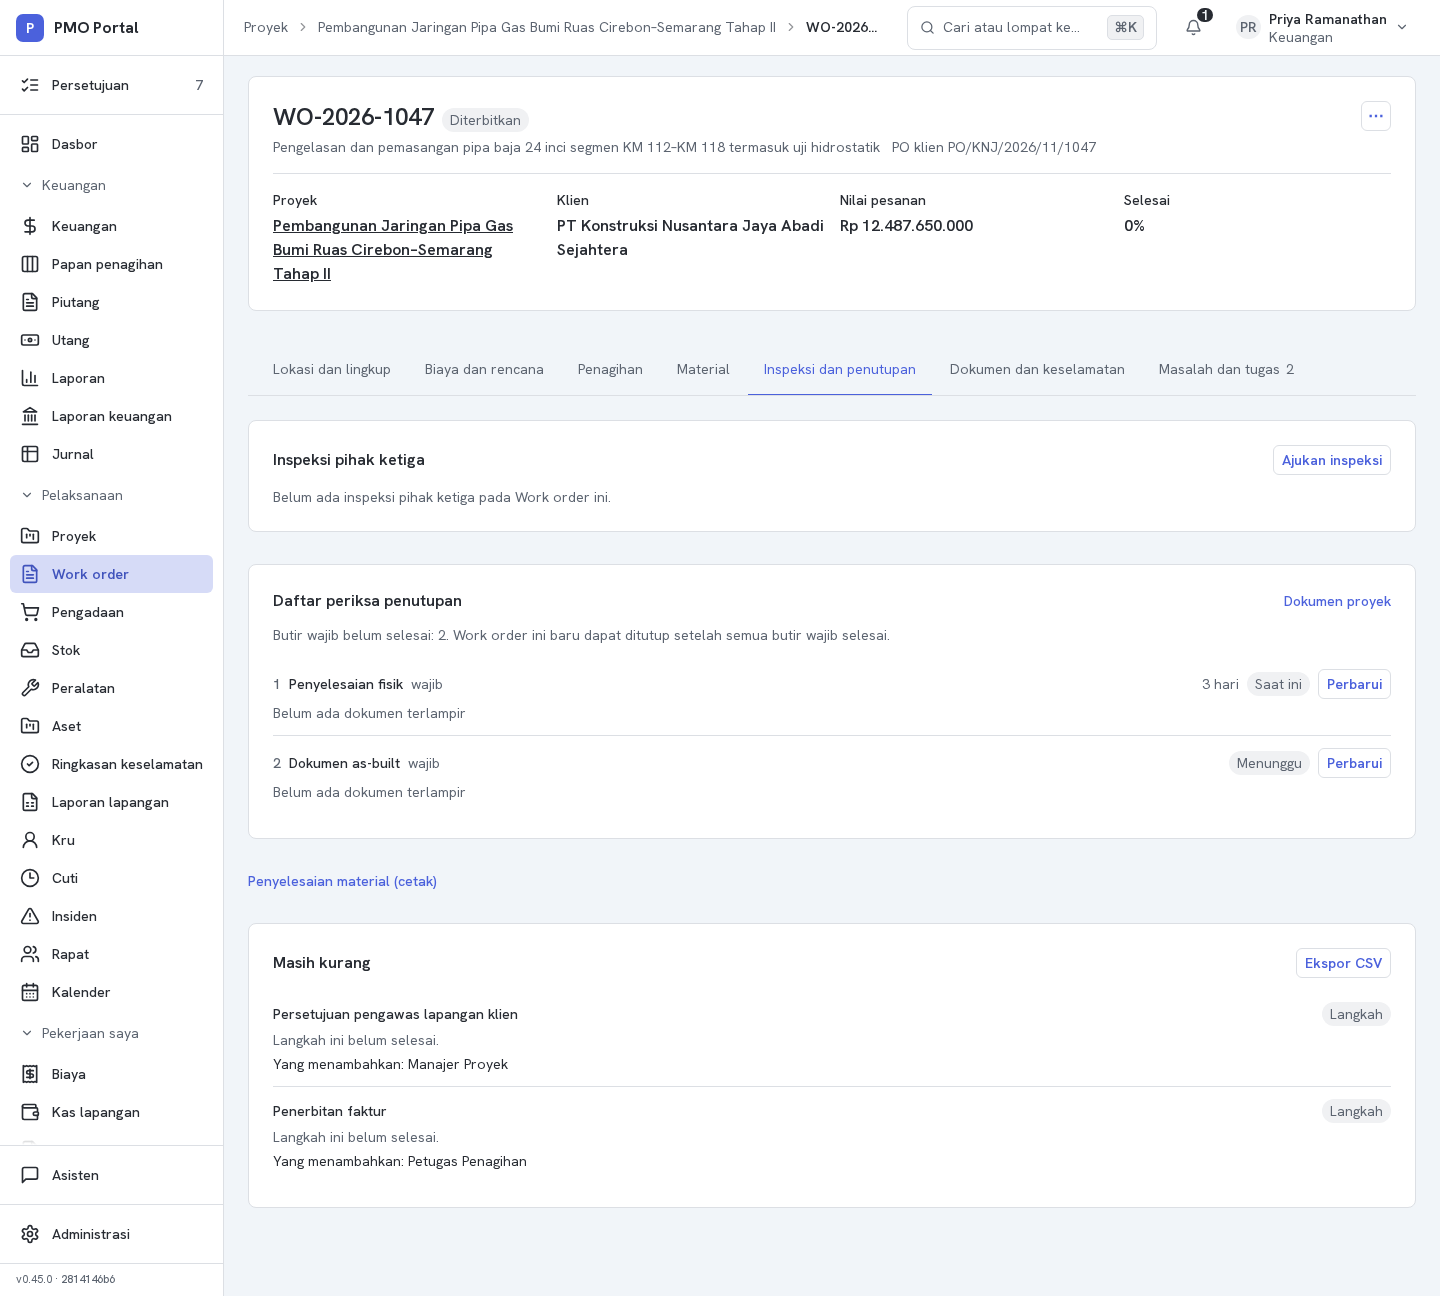 P PMO Portal
Proyek > Pembangunan Jaringan Pipa Gas Bumi Ruas Cirebon–Semarang Tahap II > WO-2026...
Cari atau lompat ke... ⌘K
1
PR Priya Ramanathan
Keuangan
Persetujuan 7
Dasbor
Keuangan
Keuangan
Papan penagihan
Piutang
Utang
Laporan
Laporan keuangan
Jurnal
Pelaksanaan
Proyek
Work order
Pengadaan
Stok
Peralatan
Aset
Ringkasan keselamatan
Laporan lapangan
Kru
Cuti
Insiden
Rapat
Kalender
Pekerjaan saya
Biaya
Kas lapangan
Asisten
Administrasi
v0.45.0 · 2814146b6
WO-2026-1047 Diterbitkan
Pengelasan dan pemasangan pipa baja 24 inci segmen KM 112–KM 118 termasuk uji hidrostatik PO klien PO/KNJ/2026/11/1047
Proyek
Pembangunan Jaringan Pipa Gas
Bumi Ruas Cirebon–Semarang
Tahap II
Klien
PT Konstruksi Nusantara Jaya Abadi
Sejahtera
Nilai pesanan
Rp 12.487.650.000
Selesai
0%
Lokasi dan lingkup Biaya dan rencana Penagihan Material Inspeksi dan penutupan Dokumen dan keselamatan Masalah dan tugas 2
Inspeksi pihak ketiga Ajukan inspeksi
Belum ada inspeksi pihak ketiga pada Work order ini.
Daftar periksa penutupan Dokumen proyek
Butir wajib belum selesai: 2. Work order ini baru dapat ditutup setelah semua butir wajib selesai.
1 Penyelesaian fisik wajib 3 hari Saat ini Perbarui
Belum ada dokumen terlampir
2 Dokumen as-built wajib Menunggu Perbarui
Belum ada dokumen terlampir
Penyelesaian material (cetak)
Masih kurang Ekspor CSV
Persetujuan pengawas lapangan klien Langkah
Langkah ini belum selesai.
Yang menambahkan: Manajer Proyek
Penerbitan faktur Langkah
Langkah ini belum selesai.
Yang menambahkan: Petugas Penagihan